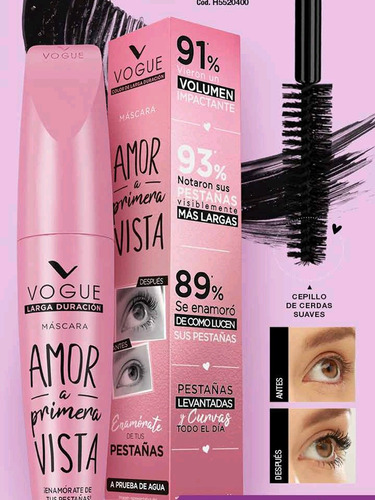 Cód. H5520400
VOGUE
COLOR DE LARGA DURACIÓN
MÁSCARA
AMOR
a
primera
VISTA
DESPUÉS
ANTES
Enamórate
DE TUS
PESTAÑAS
A PRUEBA DE AGUA
91%
Vieron un
VOLUMEN
IMPACTANTE
93%
Notaron sus
PESTAÑAS
visiblemente
MÁS LARGAS
89%
Se enamoró
DE COMO LUCEN
SUS PESTAÑAS
PESTAÑAS
LEVANTADAS
y Curvas
TODO EL DÍA
VOGUE
LARGA DURACIÓN
MÁSCARA
AMOR
a
primera
VISTA
¡ENAMÓRATE DE
TUS PESTAÑAS!
CEPILLO
DE CERDAS
SUAVES
ANTES
DESPUÉS